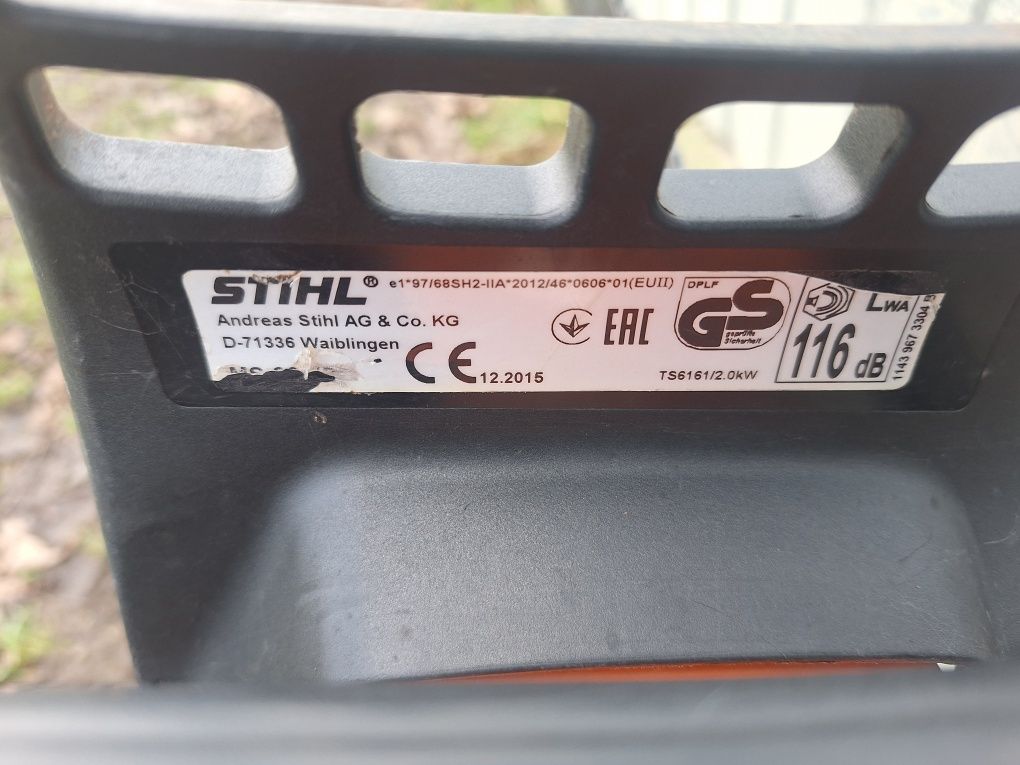 STIHL® e1*97/68SH2-IIA*2012/46*0606*01(EUII)
Andreas Stihl AG & Co. KG
D-71336 Waiblingen
MS
CE 12.2015
EAC
DPLF
GS
geprüfte
Sicherheit
TS6161/2.0kW
LWA
116 dB
1143 967 3304